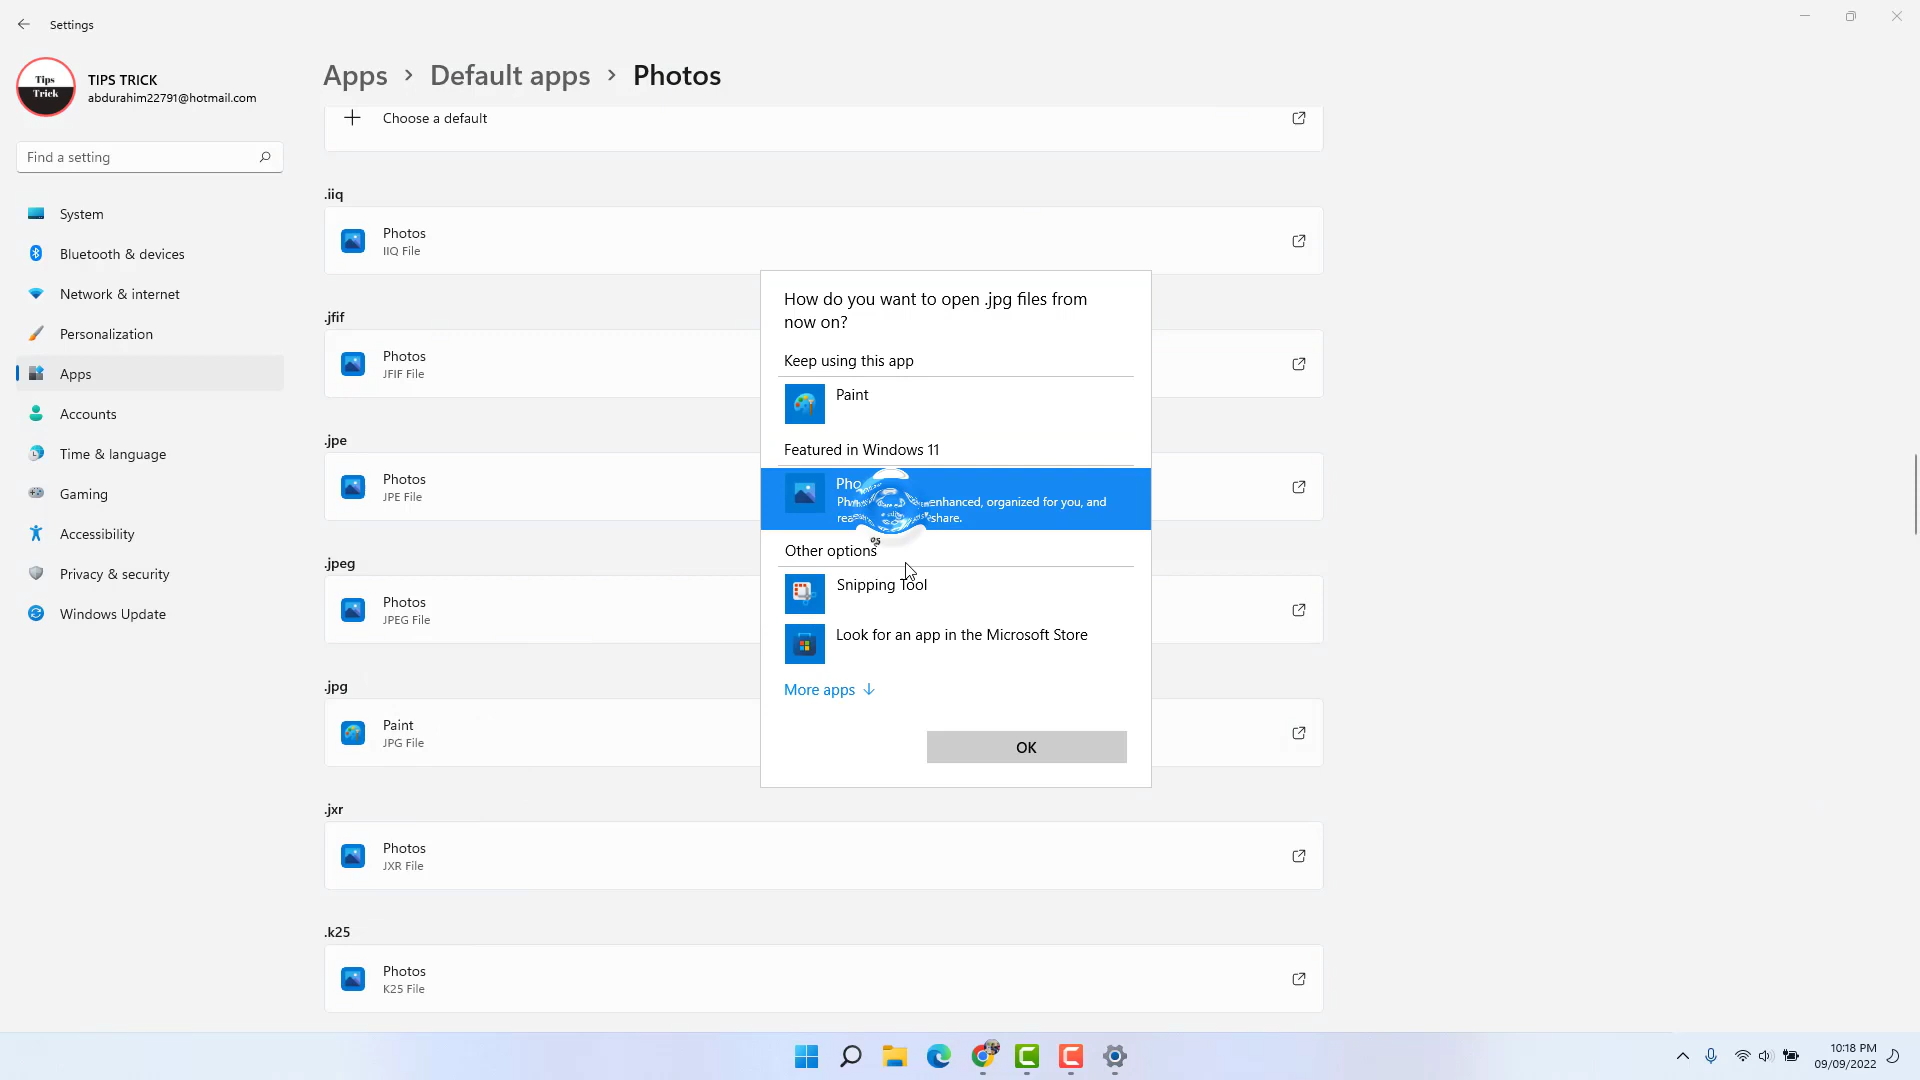 Settings
Tips
Trick
TIPS TRICK
abdurahim22791@hotmail.com
Find a setting
System
Bluetooth & devices
Network & internet
Personalization
Apps
Accounts
Time & language
Gaming
Accessibility
Privacy & security
Windows Update
Apps > Default apps > Photos
Choose a default
.iiq
Photos
IIQ File
.jfif
Photos
JFIF File
.jpe
Photos
JPE File
.jpeg
Photos
JPEG File
.jpg
Paint
JPG File
.jxr
Photos
JXR File
.k25
Photos
K25 File
How do you want to open .jpg files from
now on?
Keep using this app
Paint
Featured in Windows 11
enhanced, organized for you, and
share.
Other options
Snipping Tool
Look for an app in the Microsoft Store
More apps
OK
10:18 PM
09/09/2022